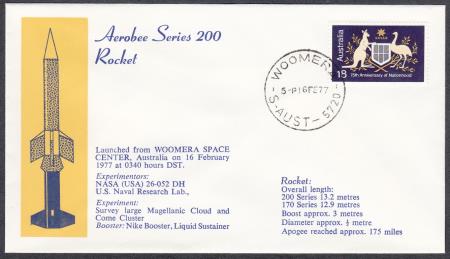 Aerobee Series 200
Rocket
Australia
18
75th Anniversary of Nationhood
WOOMERA
5-P16FE77
S-AUST-5720
Launched from WOOMERA SPACE
CENTER, Australia on 16 February
1977 at 0340 hours DST.
Experimentors:
NASA (USA) 26-052 DH
U.S. Naval Research Lab.,
Experiment:
Survey large Magellanic Cloud and
Come Cluster
Booster: Nike Booster, Liquid Sustainer
Rocket:
Overall length:
200 Series 13.2 metres
170 Series 12.9 metres
Boost approx. 3 metres
Diameter approx. ½ metre
Apogee reached approx. 175 miles